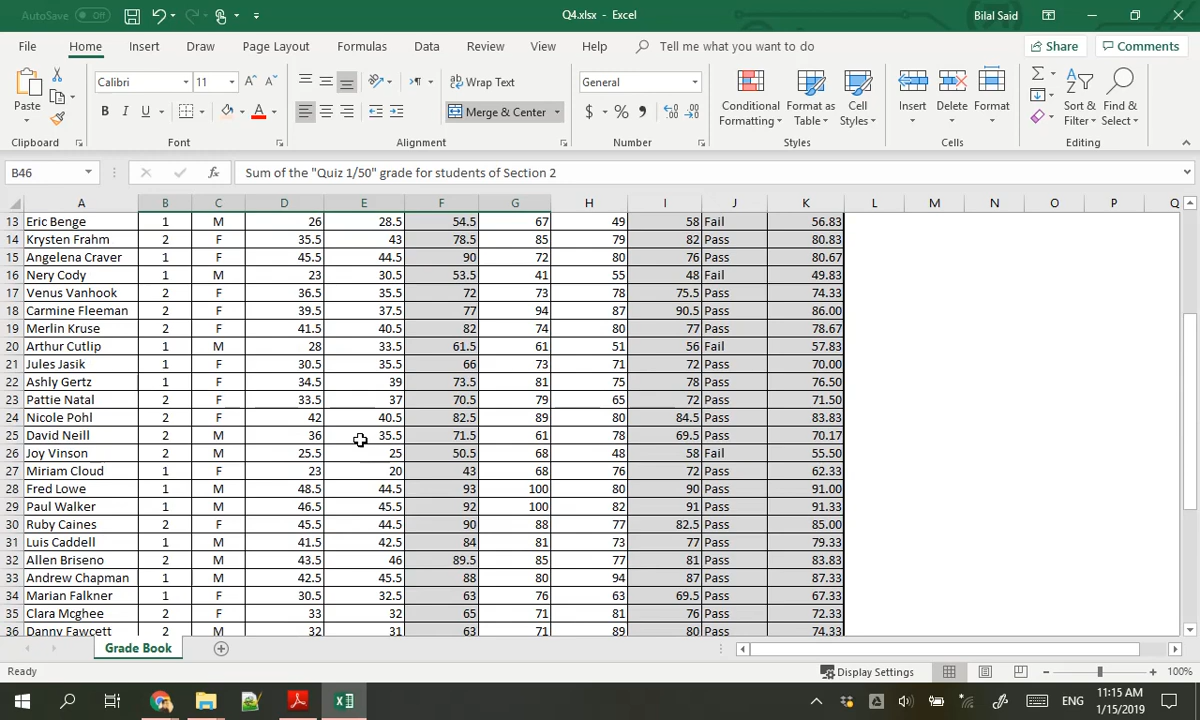 AutoSave Off Q4.xlsx - Excel Bilal Said
File Home Insert Draw Page Layout Formulas Data Review View Help Tell me what you want to do Share Comments
Calibri 11 Wrap Text General
Paste B I U Merge & Center $ % Conditional Formatting Format as Table Cell Styles Insert Delete Format Sort & Filter Find & Select
Clipboard Font Alignment Number Styles Cells Editing
B46 fx Sum of the "Quiz 1/50" grade for students of Section 2
A B C D E F G H I J K L M N O P Q
13 Eric Benge 1 M 26 28.5 54.5 67 49 58 Fail 56.83
14 Krysten Frahm 2 F 35.5 43 78.5 85 79 82 Pass 80.83
15 Angelena Craver 1 F 45.5 44.5 90 72 80 76 Pass 80.67
16 Nery Cody 1 M 23 30.5 53.5 41 55 48 Fail 49.83
17 Venus Vanhook 2 F 36.5 35.5 72 73 78 75.5 Pass 74.33
18 Carmine Fleeman 2 F 39.5 37.5 77 94 87 90.5 Pass 86.00
19 Merlin Kruse 2 F 41.5 40.5 82 74 80 77 Pass 78.67
20 Arthur Cutlip 1 M 28 33.5 61.5 61 51 56 Fail 57.83
21 Jules Jasik 1 F 30.5 35.5 66 73 71 72 Pass 70.00
22 Ashly Gertz 1 F 34.5 39 73.5 81 75 78 Pass 76.50
23 Pattie Natal 2 F 33.5 37 70.5 79 65 72 Pass 71.50
24 Nicole Pohl 2 F 42 40.5 82.5 89 80 84.5 Pass 83.83
25 David Neill 2 M 36 35.5 71.5 61 78 69.5 Pass 70.17
26 Joy Vinson 2 M 25.5 25 50.5 68 48 58 Fail 55.50
27 Miriam Cloud 1 F 23 20 43 68 76 72 Pass 62.33
28 Fred Lowe 1 M 48.5 44.5 93 100 80 90 Pass 91.00
29 Paul Walker 1 M 46.5 45.5 92 100 82 91 Pass 91.33
30 Ruby Caines 2 F 45.5 44.5 90 88 77 82.5 Pass 85.00
31 Luis Caddell 1 M 41.5 42.5 84 81 73 77 Pass 79.33
32 Allen Briseno 2 M 43.5 46 89.5 85 77 81 Pass 83.83
33 Andrew Chapman 1 M 42.5 45.5 88 80 94 87 Pass 87.33
34 Marian Falkner 1 F 30.5 32.5 63 76 63 69.5 Pass 67.33
35 Clara Mcghee 2 F 33 32 65 71 81 76 Pass 72.33
36 Danny Fawcett 2 M 32 31 63 71 89 80 Pass 74.33
Grade Book
Ready Display Settings 100%
ENG 11:15 AM
1/15/2019